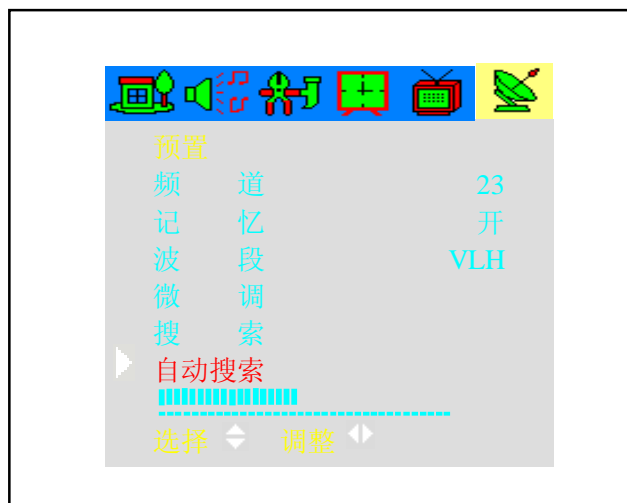 预置
频 道 23
记 忆 开
波 段 VLH
微 调
搜 索
自动搜索
选择 调整